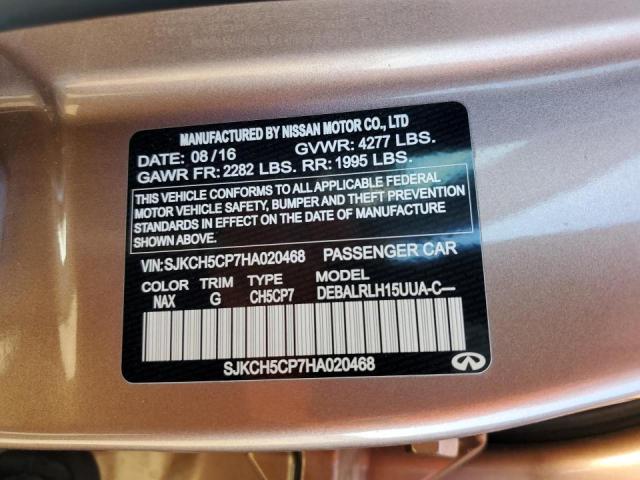 MANUFACTURED BY NISSAN MOTOR CO., LTD
DATE: 08/16 GVWR: 4277 LBS.
GAWR FR: 2282 LBS. RR: 1995 LBS.
THIS VEHICLE CONFORMS TO ALL APPLICABLE FEDERAL
MOTOR VEHICLE SAFETY, BUMPER AND THEFT PREVENTION
STANDARDS IN EFFECT ON THE DATE OF MANUFACTURE
SHOWN ABOVE.
VIN:SJKCH5CP7HA020468 PASSENGER CAR
COLOR TRIM TYPE MODEL
NAX G CH5CP7 DEBALRLH15UUA-C—
SJKCH5CP7HA020468